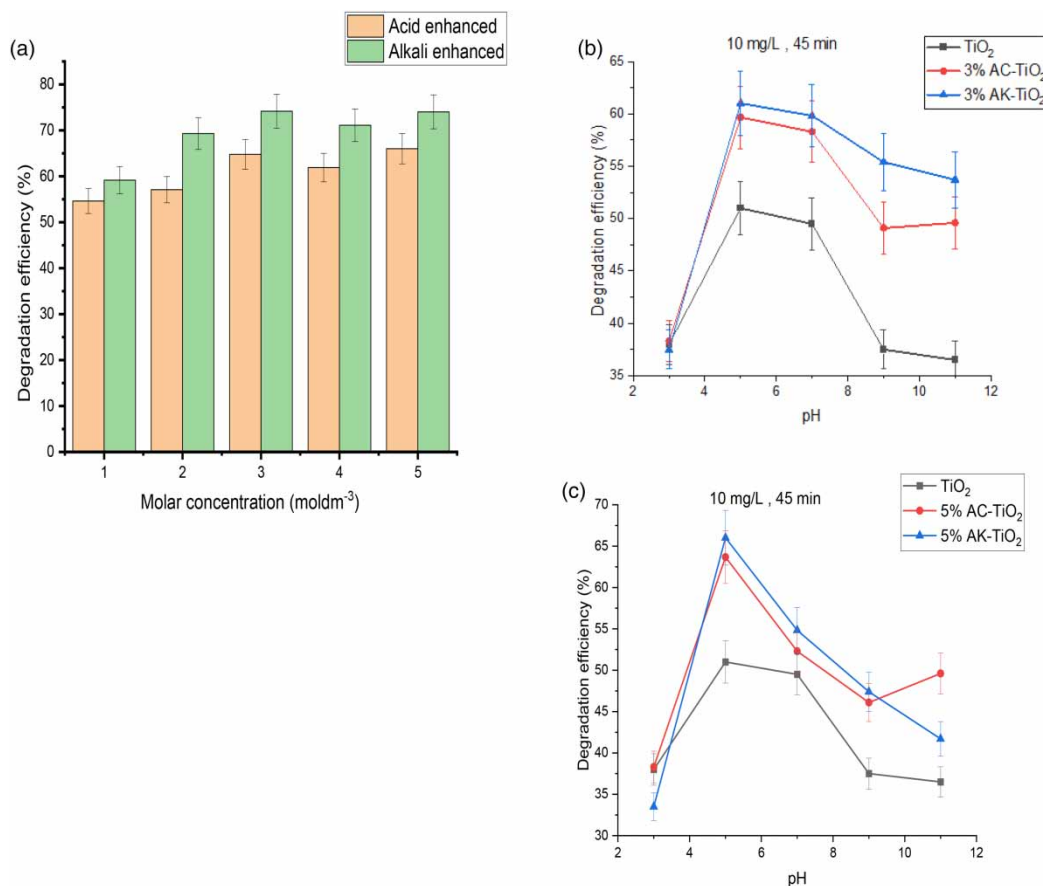 (a)
Acid enhanced
Alkali enhanced
Degradation efficiency (%)
80
70
60
50
40
30
20
10
0
1 2 3 4 5
Molar concentration (moldm⁻³)
(b)
10 mg/L , 45 min
TiO₂
3% AC-TiO₂
3% AK-TiO₂
Degradation efficiency (%)
65
60
55
50
45
40
35
2 4 6 8 10 12
pH
(c)
10 mg/L , 45 min
TiO₂
5% AC-TiO₂
5% AK-TiO₂
Degradation efficiency (%)
70
65
60
55
50
45
40
35
30
2 4 6 8 10 12
pH